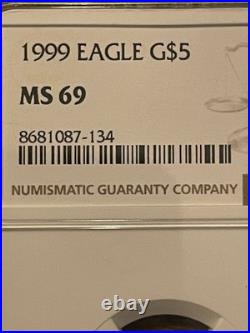 1999 EAGLE G$5
MS 69
8681087-134
NUMISMATIC GUARANTY COMPANY